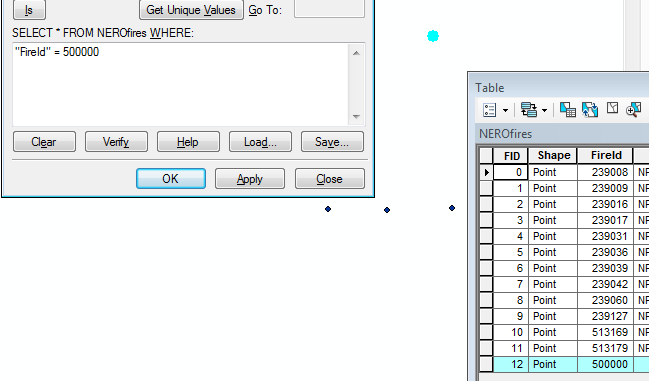 Is
Get Unique Values Go To:
SELECT * FROM NEROfires WHERE:
"FireId" = 500000
Clear Verify Help Load... Save...
OK Apply Close
Table
NEROfires
FID Shape FireId
0 Point 239008
1 Point 239009
2 Point 239016
3 Point 239017
4 Point 239031
5 Point 239036
6 Point 239039
7 Point 239042
8 Point 239060
9 Point 239127
10 Point 513169
11 Point 513179
12 Point 500000